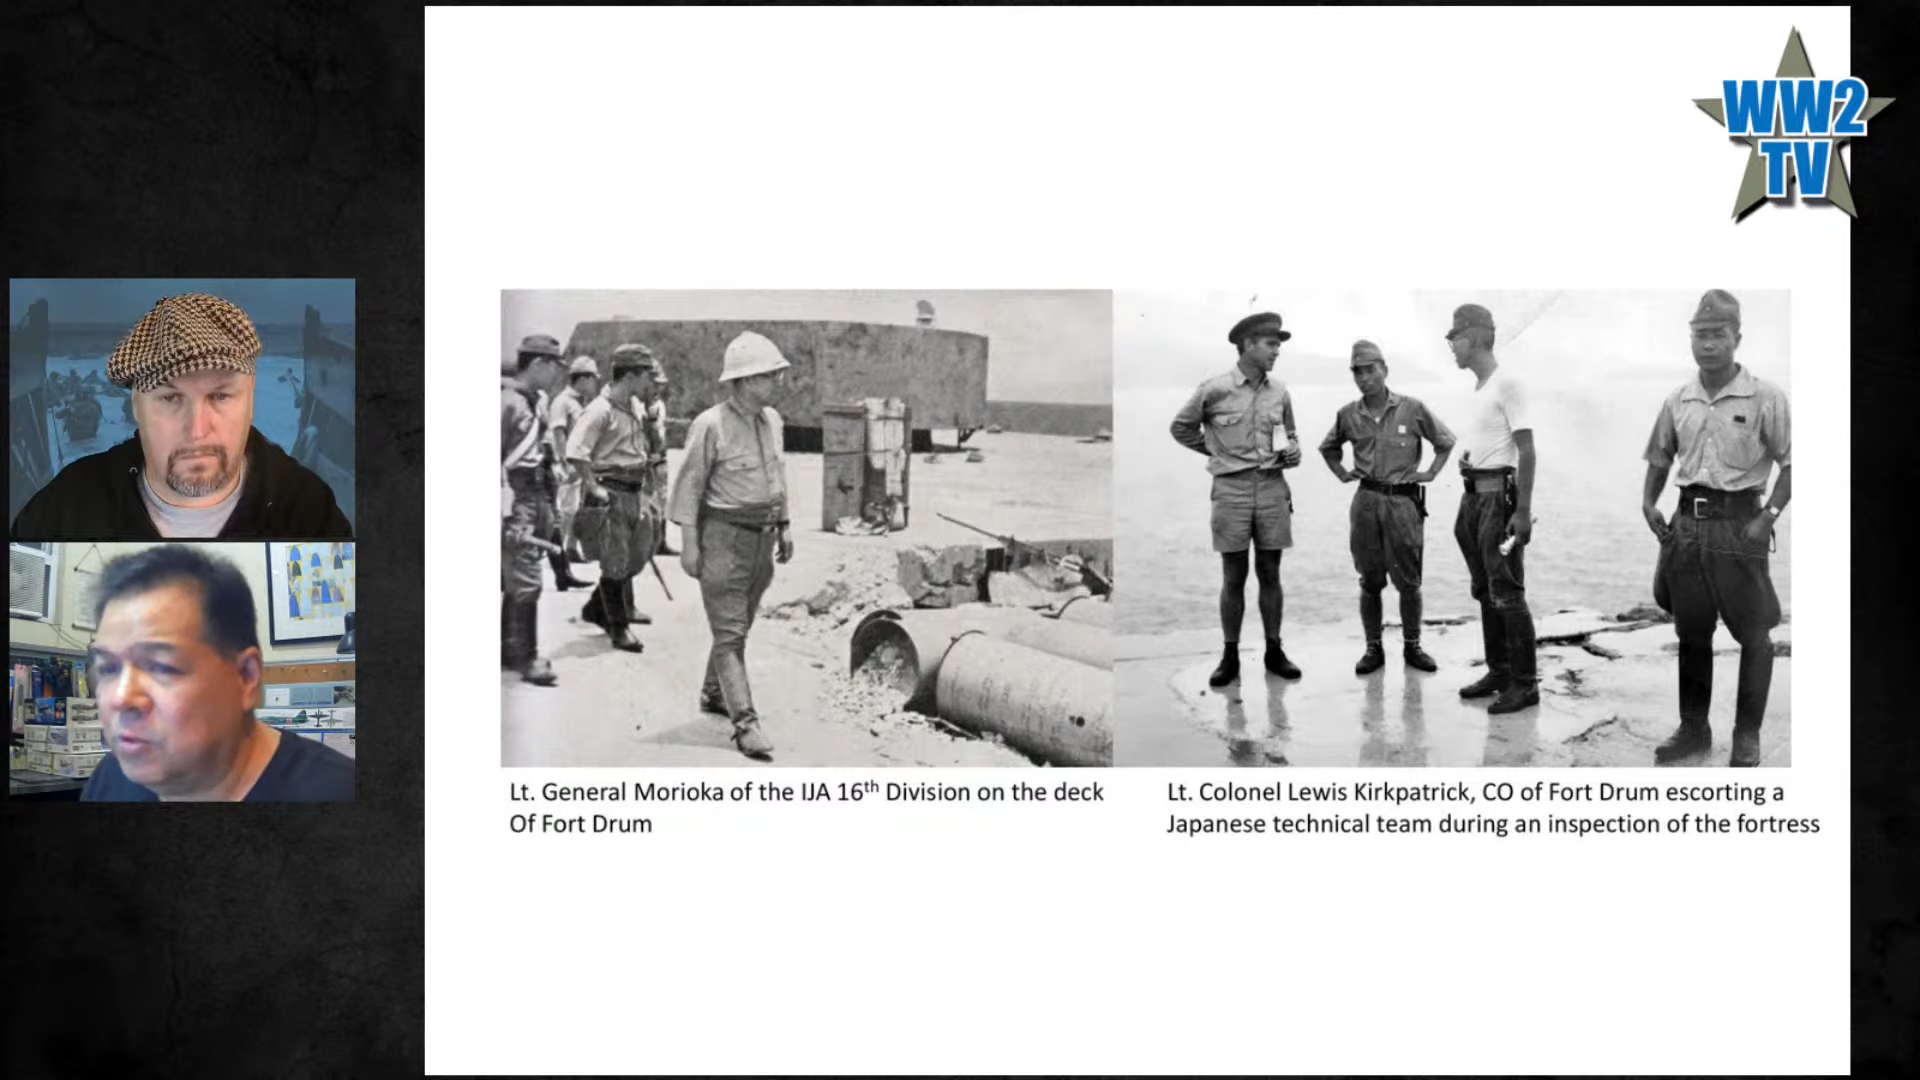 WW2
TV
Lt. General Morioka of the IJA 16th Division on the deck
Of Fort Drum
Lt. Colonel Lewis Kirkpatrick, CO of Fort Drum escorting a
Japanese technical team during an inspection of the fortress